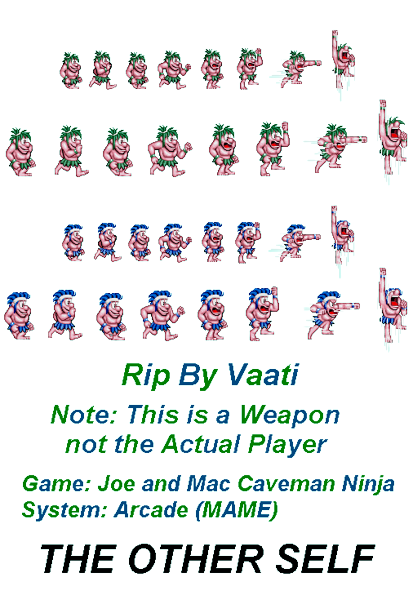 Rip By Vaati
Note: This is a Weapon
not the Actual Player
Game: Joe and Mac Caveman Ninja
System: Arcade (MAME)
THE OTHER SELF